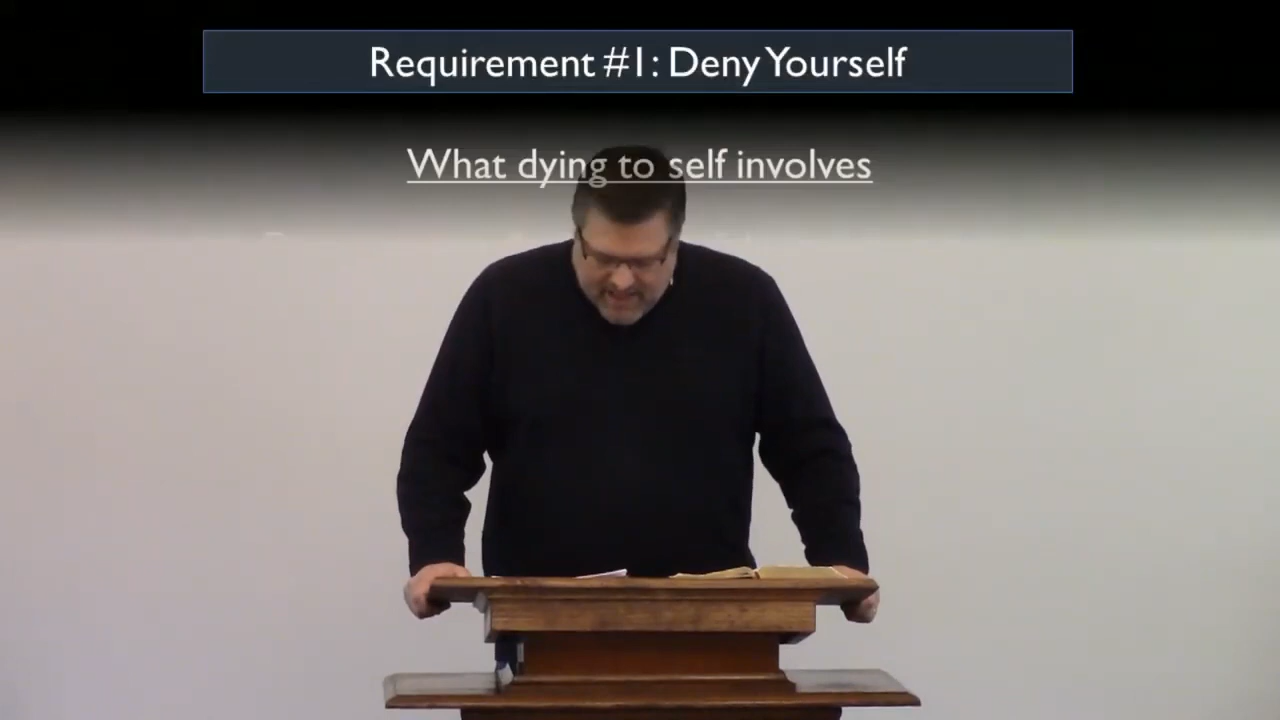 Requirement #1: Deny Yourself
What dying to self involves